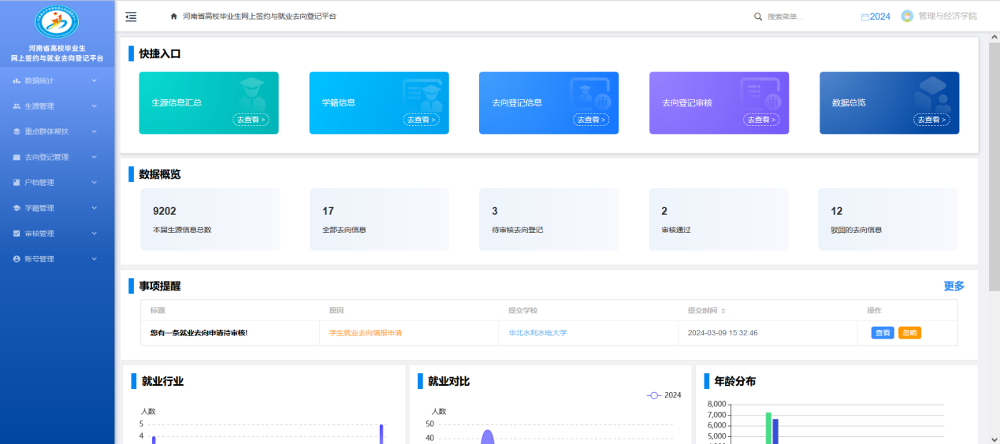 河南省高校毕业生
网上签约与就业去向登记平台
数据统计
生源管理
重点群体帮扶
去向登记管理
户档管理
学籍管理
审核管理
账号管理
河南省高校毕业生网上签约与就业去向登记平台
搜索菜单...
2024
管理与经济学院
快捷入口
生源信息汇总
去查看 >
学籍信息
去查看 >
去向登记信息
去查看 >
去向登记审核
去查看 >
数据总览
去查看 >
数据概览
9202
本届生源信息总数
17
全部去向信息
3
待审核去向登记
2
审核通过
12
驳回的去向信息
事项提醒
更多
标题 原因 提交学校 提交时间 操作
您有一条就业去向申请待审核! 学生就业去向填报申请 华北水利水电大学 2024-03-09 15:32:46 查看 忽略
就业行业
人数
5
4
就业对比
2024
人数
50
40
年龄分布
8,000
7,000
6,000
5,000